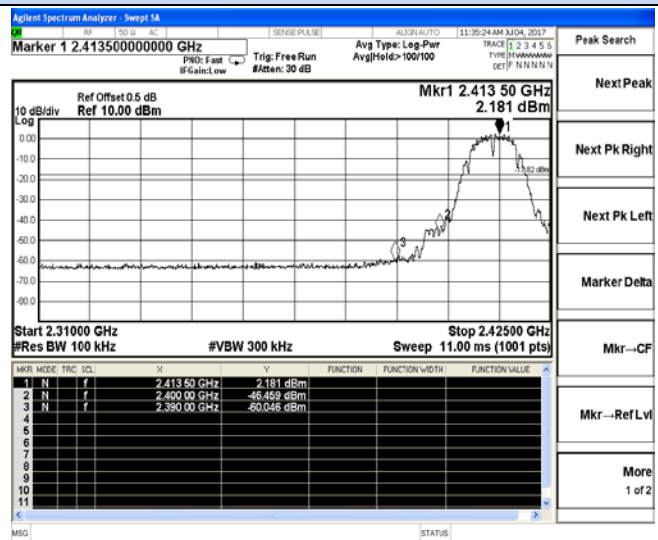 Agilent Spectrum Analyzer - Swept SA
RF 50 Ω AC SENSE:PULSE ALIGN AUTO 11:35:24 AM Jul 04, 2017
Marker 1 2.413500000000 GHz
PNO: Fast
IFGain:Low
Trig: Free Run
#Atten: 30 dB
Avg Type: Log-Pwr
Avg|Hold:> 100/100
TRACE 1 2 3 4 5 6
TYPE
DET P N N N N N
Peak Search
Next Peak
Next Pk Right
Next Pk Left
Marker Delta
Mkr→CF
Mkr→Ref Lvl
More
1 of 2
Ref Offset 0.5 dB
10 dB/div Ref 10.00 dBm
Log
Mkr1 2.413 50 GHz
2.181 dBm
0.00
-10.0
-20.0
-30.0
-40.0
-50.0
-60.0
-70.0
-80.0
1
-17.82 dBm
2
3
Start 2.31000 GHz Stop 2.42500 GHz
#Res BW 100 kHz #VBW 300 kHz Sweep 11.00 ms (1001 pts)
MKR MODE TRC SCL X Y FUNCTION FUNCTION WIDTH FUNCTION VALUE
1 N f 2.413 50 GHz 2.181 dBm
2 N f 2.400 00 GHz -46.459 dBm
3 N f 2.390 00 GHz -60.046 dBm
4
5
6
7
8
9
10
11
MSG STATUS